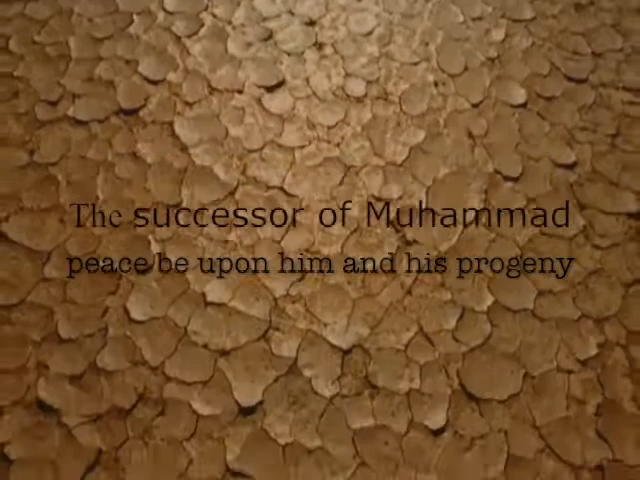 The successor of Muhammad
peace be upon him and his progeny